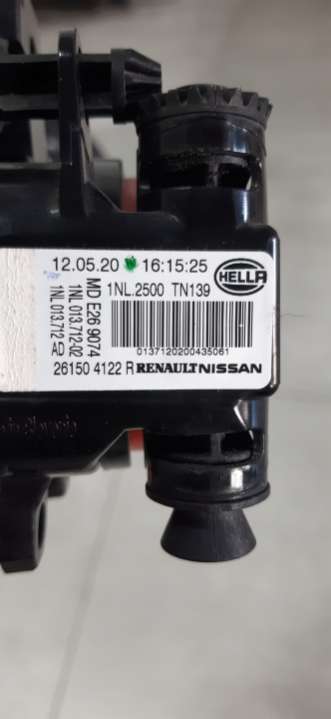 12.05.20 16:15:25
HELLA
1NL.2500 TN139
MD E26 9074
1NL 013.712-02
1NL 013.712 AD
0137120200435061
26150 4122 R RENAULT NISSAN